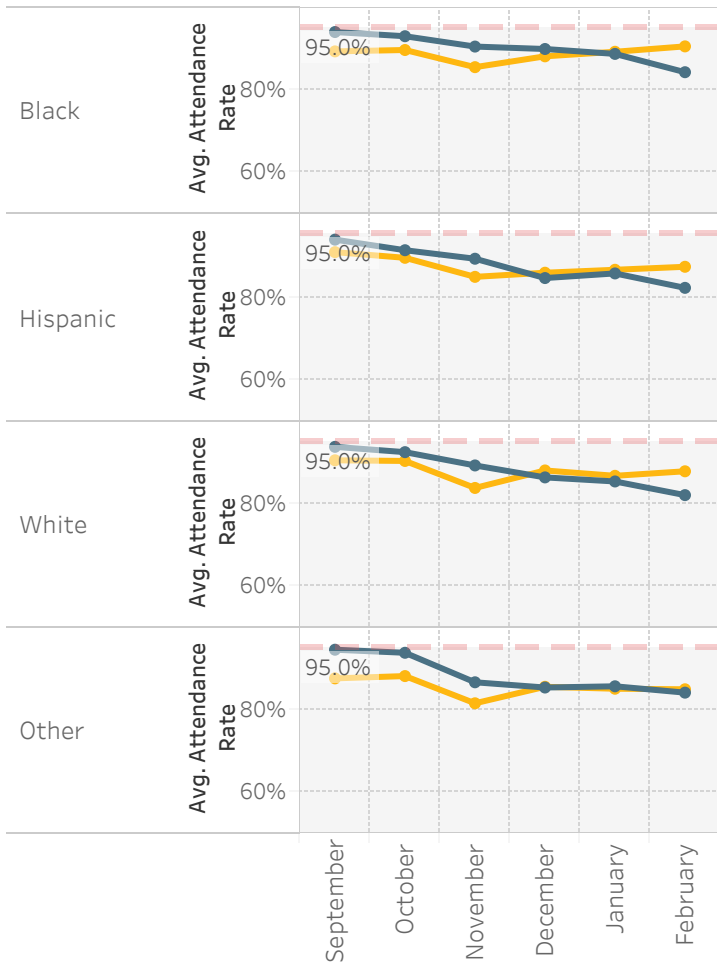 Black
Avg. Attendance
Rate
95.0%
80%
60%
Hispanic
Avg. Attendance
Rate
95.0%
80%
60%
White
Avg. Attendance
Rate
95.0%
80%
60%
Other
Avg. Attendance
Rate
95.0%
80%
60%
September
October
November
December
January
February